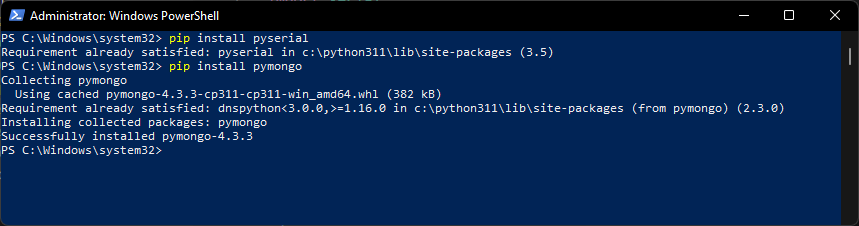 Administrator: Windows PowerShell
PS C:\Windows\system32> pip install pyserial
Requirement already satisfied: pyserial in c:\python311\lib\site-packages (3.5)
PS C:\Windows\system32> pip install pymongo
Collecting pymongo
  Using cached pymongo-4.3.3-cp311-cp311-win_amd64.whl (382 kB)
Requirement already satisfied: dnspython<3.0.0,>=1.16.0 in c:\python311\lib\site-packages (from pymongo) (2.3.0)
Installing collected packages: pymongo
Successfully installed pymongo-4.3.3
PS C:\Windows\system32>